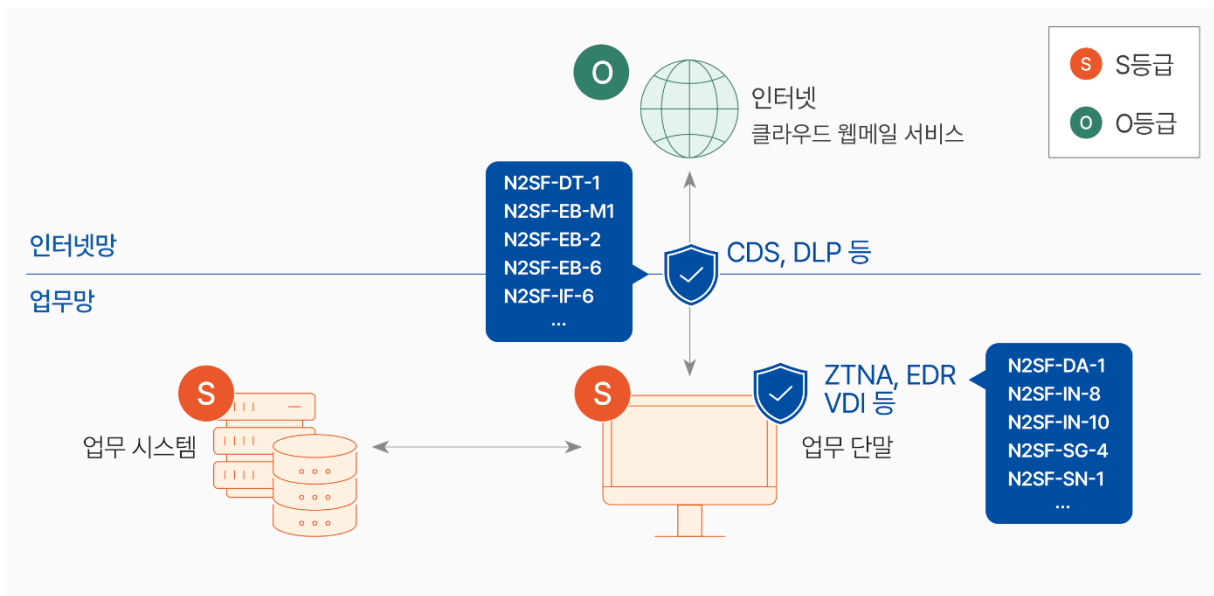 O
인터넷
클라우드 웹메일 서비스
S S등급
O O등급
N2SF-DT-1
N2SF-EB-M1
N2SF-EB-2
N2SF-EB-6
N2SF-IF-6
...
인터넷망
CDS, DLP 등
업무망
S
업무 시스템
S
ZTNA, EDR
VDI 등
업무 단말
N2SF-DA-1
N2SF-IN-8
N2SF-IN-10
N2SF-SG-4
N2SF-SN-1
...